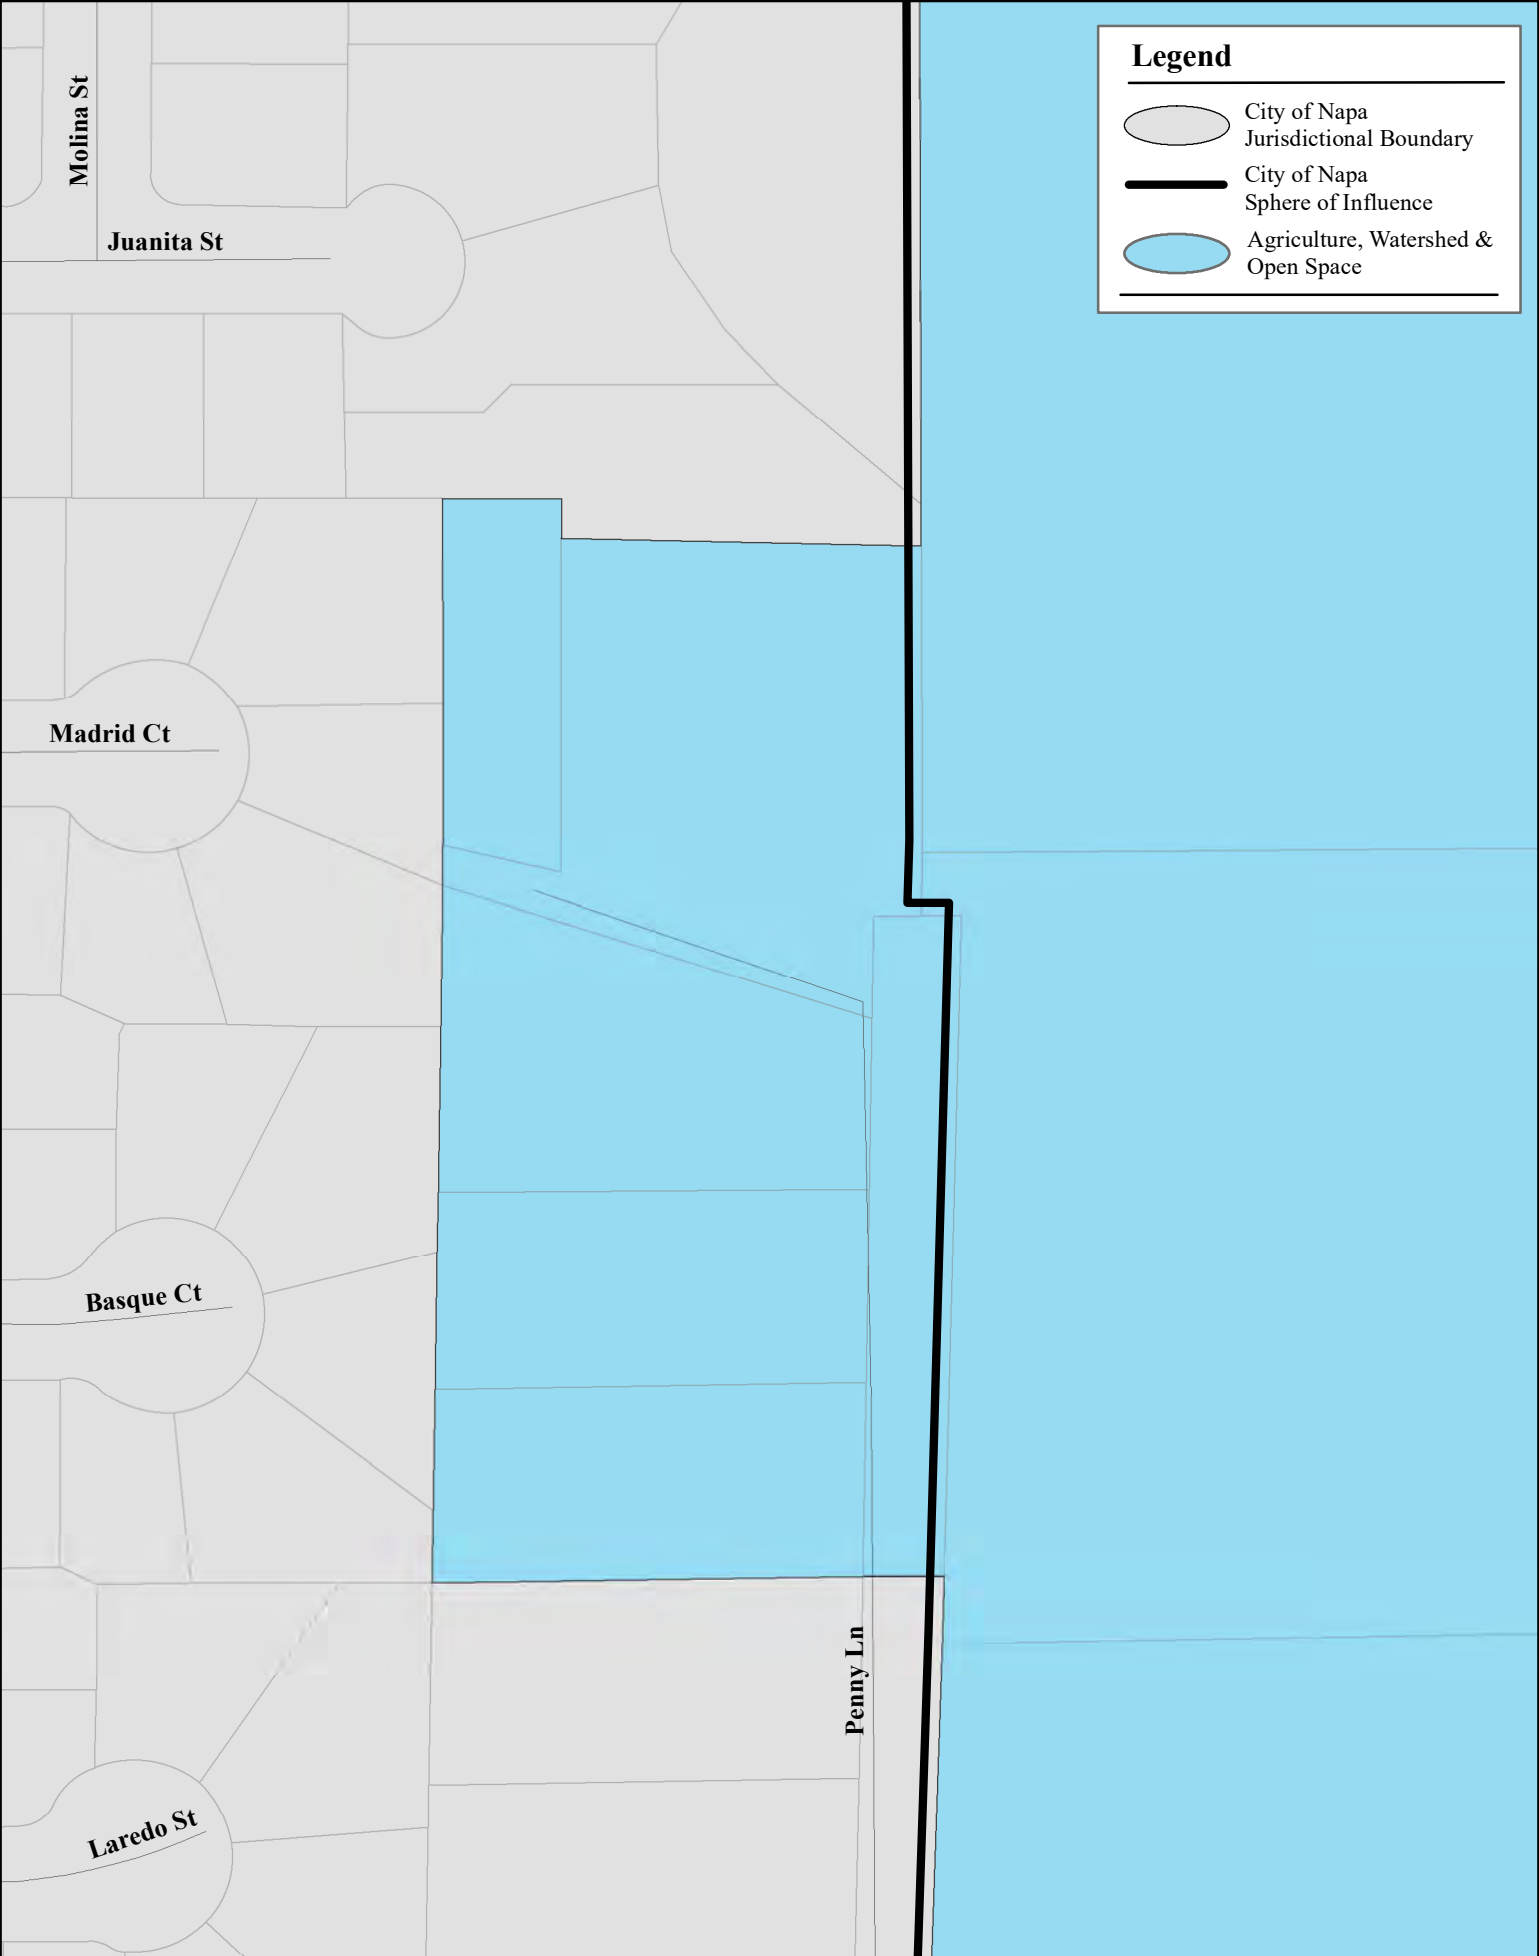 Legend
City of Napa
Jurisdictional Boundary
City of Napa
Sphere of Influence
Agriculture, Watershed &
Open Space
Molina St
Juanita St
Madrid Ct
Basque Ct
Penny Ln
Laredo St